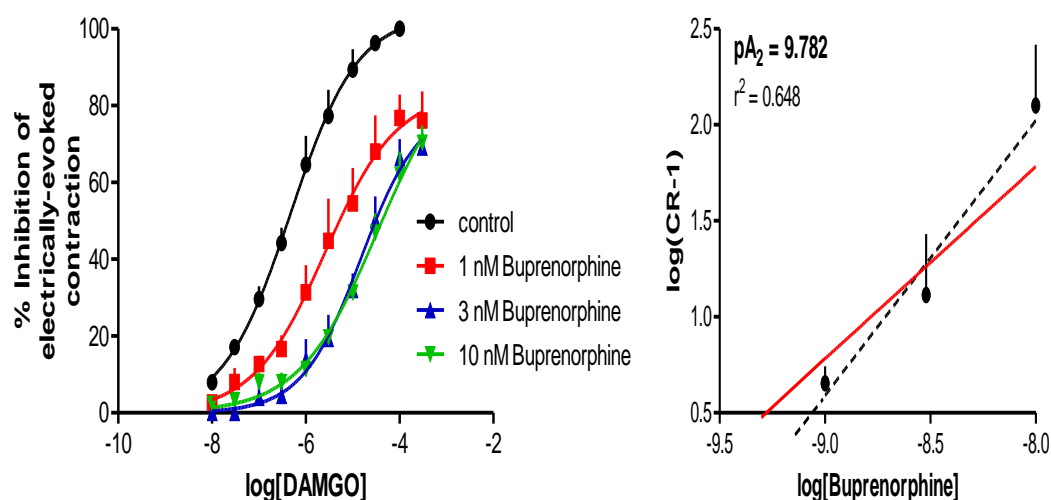 % Inhibition of
electrically-evoked
contraction
100
80
60
40
20
0
-10
-8
-6
-4
-2
log[DAMGO]
control
1 nM Buprenorphine
3 nM Buprenorphine
10 nM Buprenorphine
pA2 = 9.782
r² = 0.648
log(CR-1)
2.5
2.0
1.5
1.0
0.5
-9.5
-9.0
-8.5
-8.0
log[Buprenorphine]